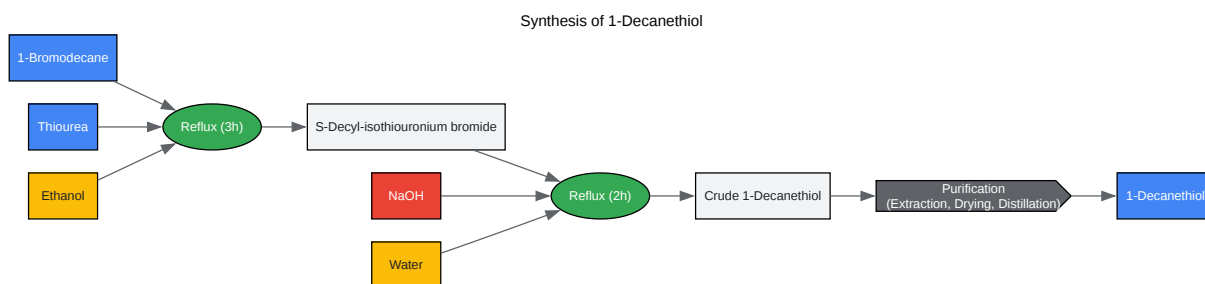 Synthesis of 1-Decanethiol
1-Bromodecane
Thiourea
Ethanol
Reflux (3h)
S-Decyl-isothiouronium bromide
NaOH
Water
Reflux (2h)
Crude 1-Decanethiol
Purification
(Extraction, Drying, Distillation)
1-Decanethiol